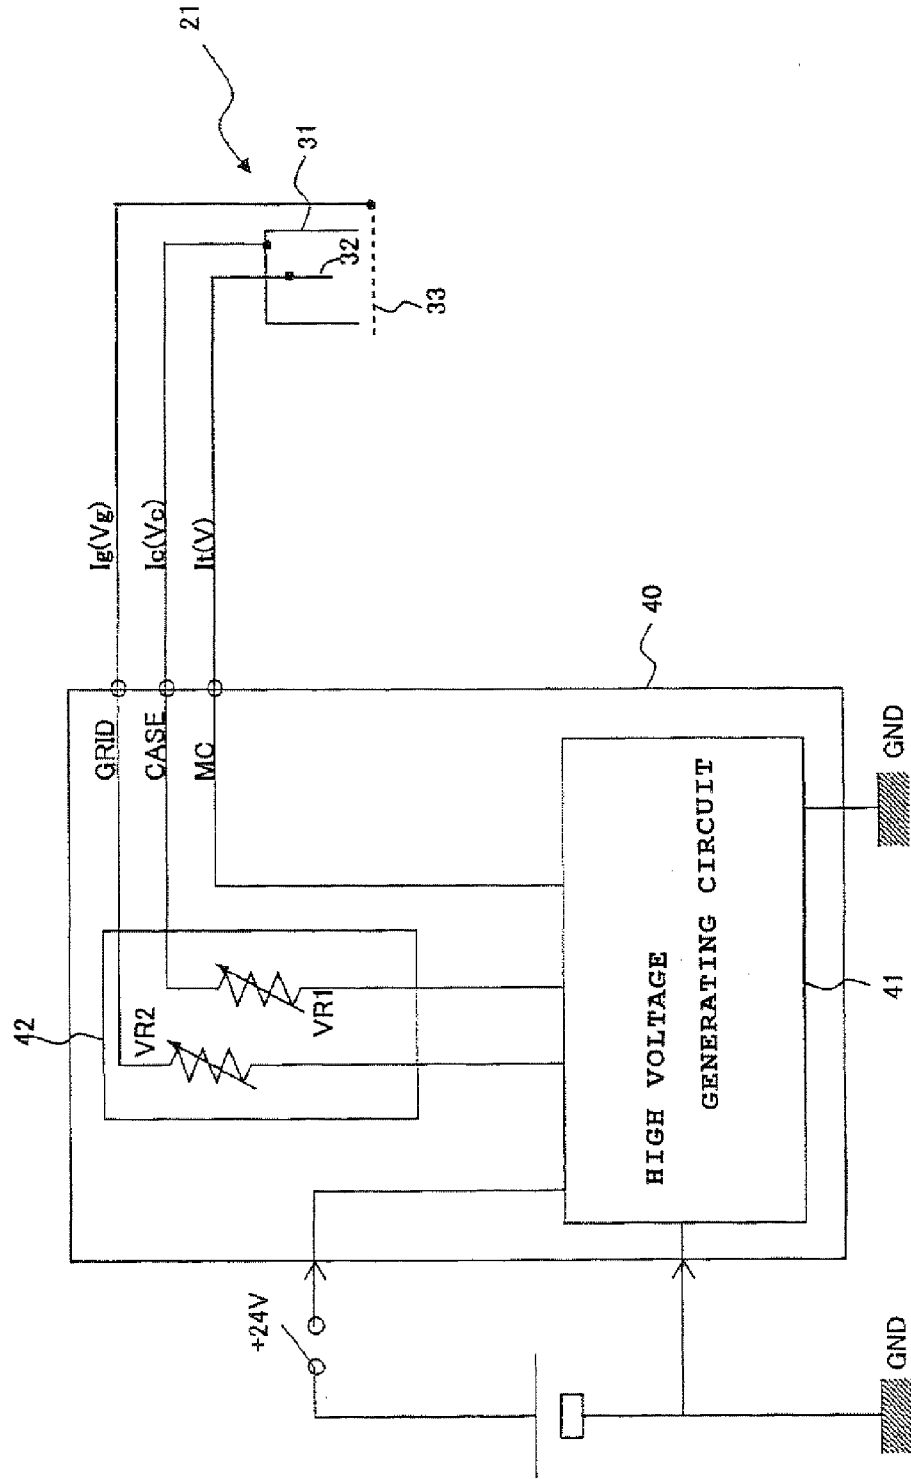 21
31
32
33
Ig(Vg)
Ic(Vc)
It(V)
40
GRID
CASE
MC
42
VR2
VR1
HIGH VOLTAGE
GENERATING CIRCUIT
41
GND
+24V
GND